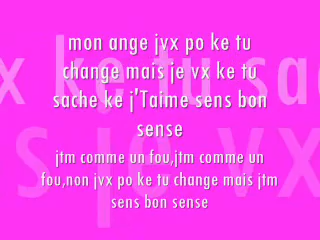 mon ange jvx po ke tu
change mais je vx ke tu
sache ke j'Taime sens bon
sense
jtm comme un fou,jtm comme un
fou,non jvx po ke tu change mais jtm
sens bon sense